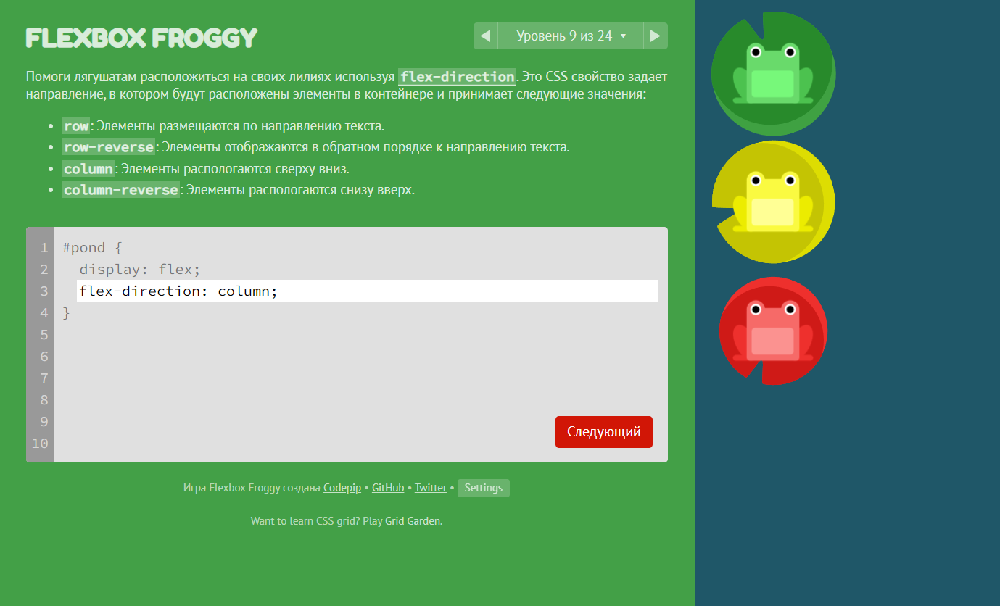 FLEXBOX FROGGY
Уровень 9 из 24
Помоги лягушатам расположиться на своих лилиях используя flex-direction. Это CSS свойство задает
направление, в котором будут расположены элементы в контейнере и принимает следующие значения:
• row: Элементы размещаются по направлению текста.
• row-reverse: Элементы отображаются в обратном порядке к направлению текста.
• column: Элементы распологаются сверху вниз.
• column-reverse: Элементы распологаются снизу вверх.
1 #pond {
2 display: flex;
3 flex-direction: column;
4 }
5
6
7
8
9
10
Следующий
Игра Flexbox Froggy создана Codepip • GitHub • Twitter • Settings
Want to learn CSS grid? Play Grid Garden.